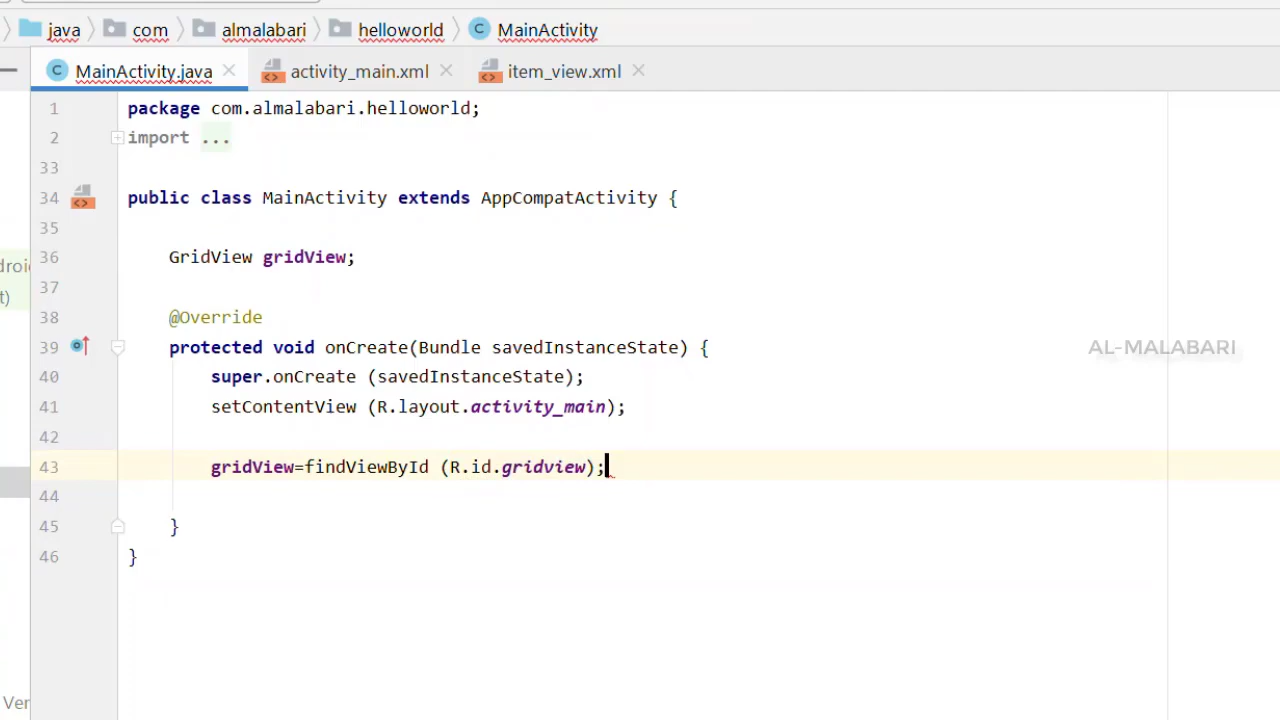 java com almalabari helloworld C MainActivity
C MainActivity.java activity_main.xml item_view.xml
1 package com.almalabari.helloworld;
2 import ...
33
34 public class MainActivity extends AppCompatActivity {
35
36 GridView gridView;
37
38 @Override
39 protected void onCreate(Bundle savedInstanceState) {
40 super.onCreate (savedInstanceState);
41 setContentView (R.layout.activity_main);
42
43 gridView=findViewById (R.id.gridview);
44
45 }
46 }
AL-MALABARI
t)
Ver